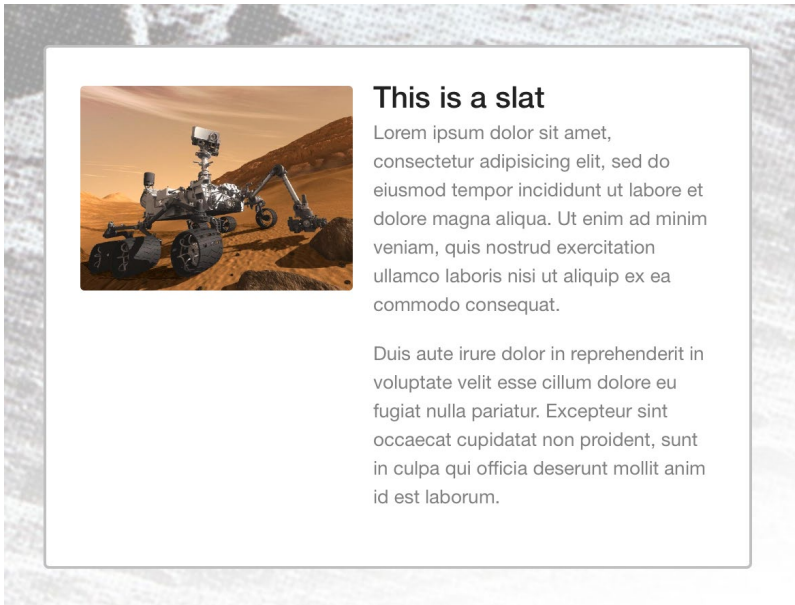 This is a slat
Lorem ipsum dolor sit amet,
consectetur adipisicing elit, sed do
eiusmod tempor incididunt ut labore et
dolore magna aliqua. Ut enim ad minim
veniam, quis nostrud exercitation
ullamco laboris nisi ut aliquip ex ea
commodo consequat.
Duis aute irure dolor in reprehenderit in
voluptate velit esse cillum dolore eu
fugiat nulla pariatur. Excepteur sint
occaecat cupidatat non proident, sunt
in culpa qui officia deserunt mollit anim
id est laborum.